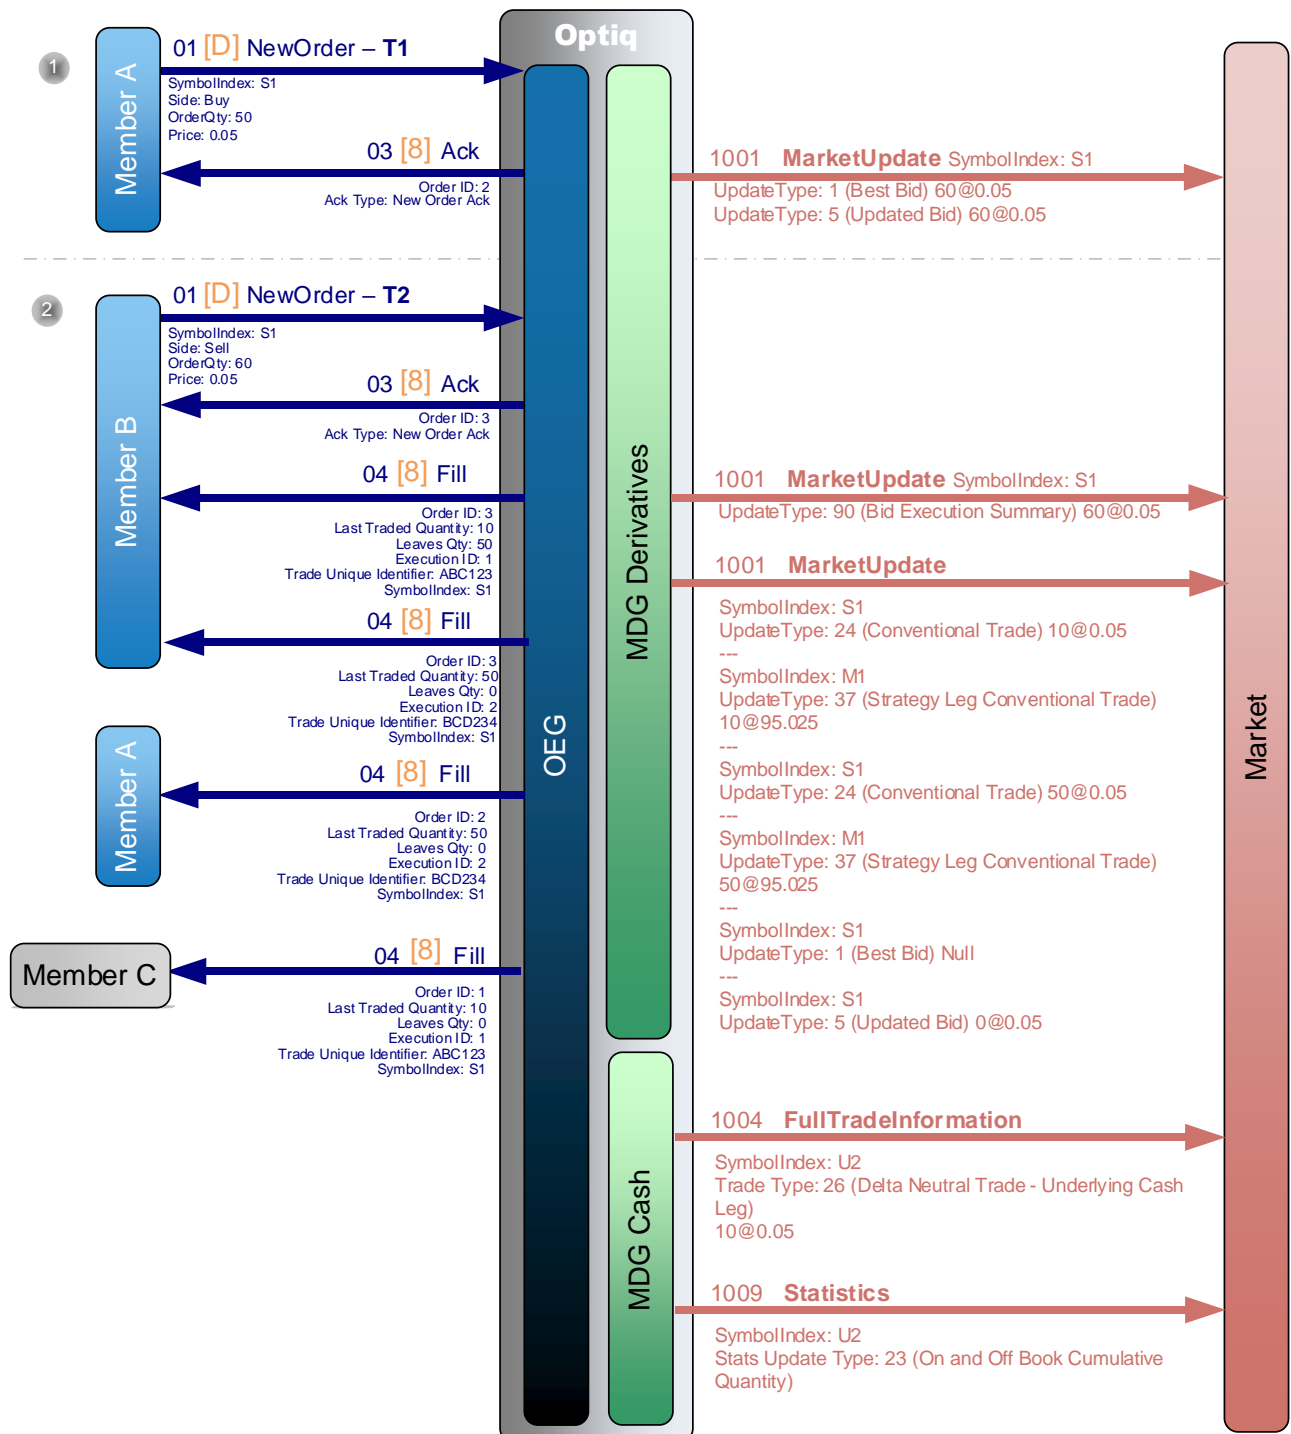 Optiq
1
Member A
01 [D] NewOrder – T1
SymbolIndex: S1
Side: Buy
OrderQty: 50
Price: 0.05
03 [8] Ack
Order ID: 2
Ack Type: New Order Ack
1001 MarketUpdate SymbolIndex: S1
UpdateType: 1 (Best Bid) 60@0.05
UpdateType: 5 (Updated Bid) 60@0.05
2
Member B
01 [D] NewOrder – T2
SymbolIndex: S1
Side: Sell
OrderQty: 60
Price: 0.05
03 [8] Ack
Order ID: 3
Ack Type: New Order Ack
04 [8] Fill
Order ID: 3
Last Traded Quantity: 10
Leaves Qty: 50
Execution ID: 1
Trade Unique Identifier: ABC123
SymbolIndex: S1
04 [8] Fill
Order ID: 3
Last Traded Quantity: 50
Leaves Qty: 0
Execution ID: 2
Trade Unique Identifier: BCD234
SymbolIndex: S1
Member A
04 [8] Fill
Order ID: 2
Last Traded Quantity: 50
Leaves Qty: 0
Execution ID: 2
Trade Unique Identifier: BCD234
SymbolIndex: S1
Member C
04 [8] Fill
Order ID: 1
Last Traded Quantity: 10
Leaves Qty: 0
Execution ID: 1
Trade Unique Identifier: ABC123
SymbolIndex: S1
OEG
MDG Derivatives
MDG Cash
1001 MarketUpdate SymbolIndex: S1
UpdateType: 90 (Bid Execution Summary) 60@0.05
1001 MarketUpdate
SymbolIndex: S1
UpdateType: 24 (Conventional Trade) 10@0.05
---
SymbolIndex: M1
UpdateType: 37 (Strategy Leg Conventional Trade)
10@95.025
---
SymbolIndex: S1
UpdateType: 24 (Conventional Trade) 50@0.05
---
SymbolIndex: M1
UpdateType: 37 (Strategy Leg Conventional Trade)
50@95.025
---
SymbolIndex: S1
UpdateType: 1 (Best Bid) Null
---
SymbolIndex: S1
UpdateType: 5 (Updated Bid) 0@0.05
1004 FullTradeInformation
SymbolIndex: U2
Trade Type: 26 (Delta Neutral Trade - Underlying Cash
Leg)
10@0.05
1009 Statistics
SymbolIndex: U2
Stats Update Type: 23 (On and Off Book Cumulative
Quantity)
Market